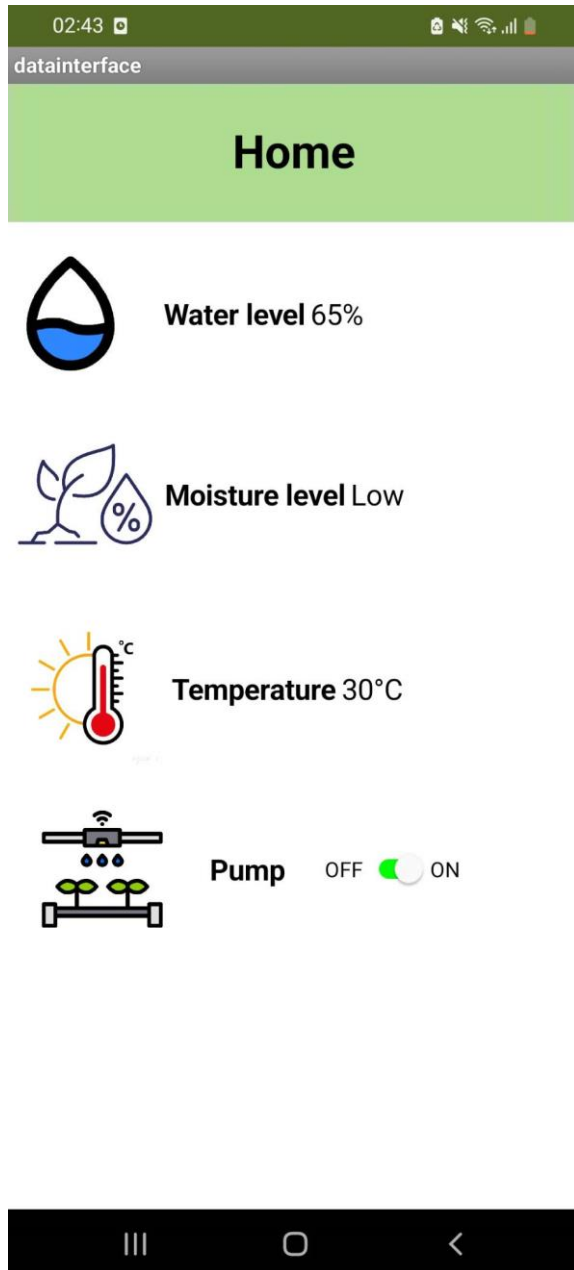 02:43
datainterface
Home
Water level 65%
%
Moisture level Low
°C
Temperature 30°C
Pump OFF ON